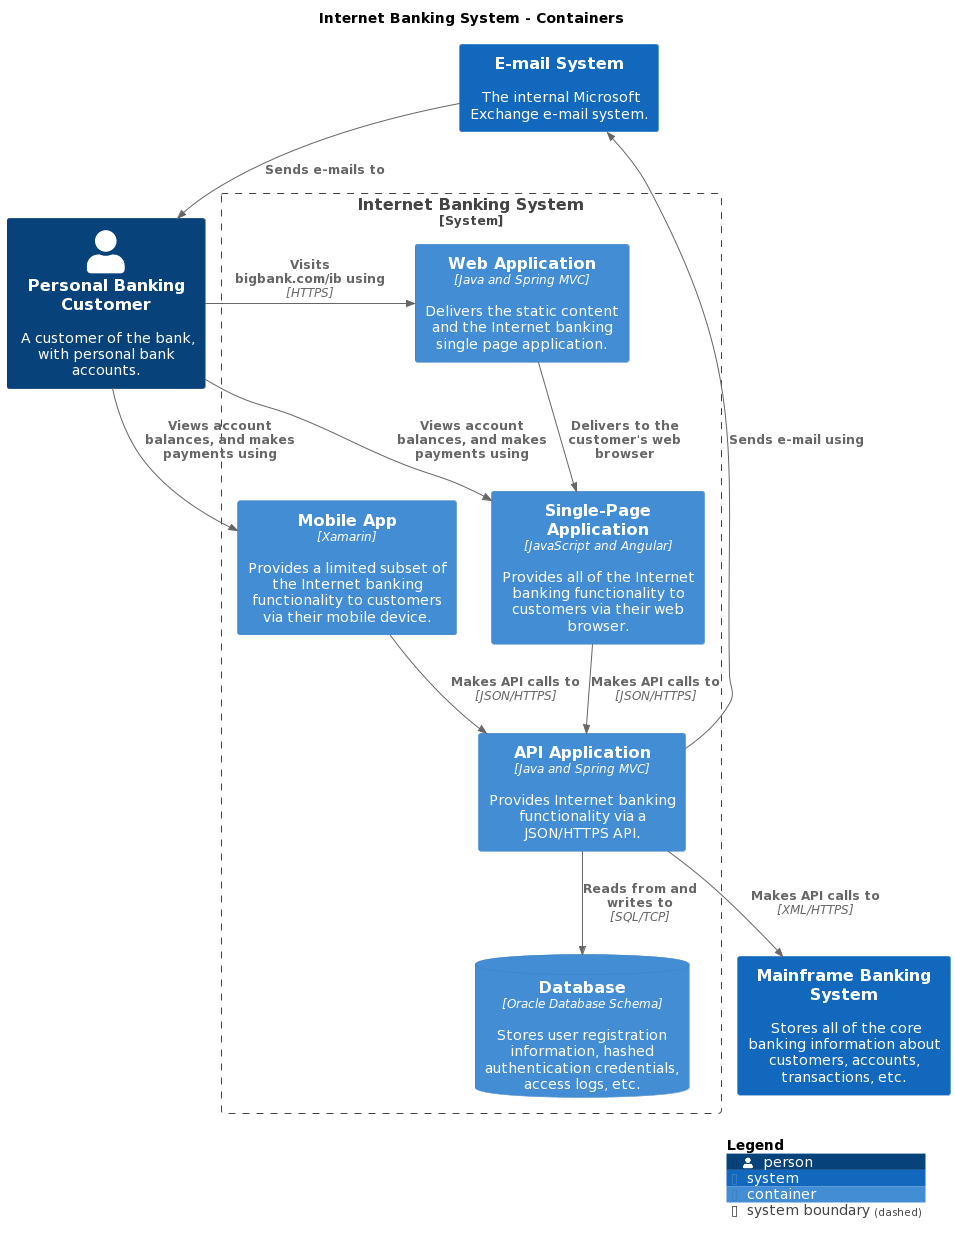 Internet Banking System - Containers
E-mail System
The internal Microsoft
Exchange e-mail system.
Sends e-mails to
Internet Banking System
[System]
Personal Banking
Customer
A customer of the bank,
with personal bank
accounts.
Visits
bigbank.com/ib using
[HTTPS]
Web Application
[Java and Spring MVC]
Delivers the static content
and the Internet banking
single page application.
Views account
balances, and makes
payments using
Views account
balances, and makes
payments using
Delivers to the
customer's web
browser
Sends e-mail using
Mobile App
[Xamarin]
Provides a limited subset of
the Internet banking
functionality to customers
via their mobile device.
Single-Page
Application
[JavaScript and Angular]
Provides all of the Internet
banking functionality to
customers via their web
browser.
Makes API calls to
[JSON/HTTPS]
Makes API calls to
[JSON/HTTPS]
API Application
[Java and Spring MVC]
Provides Internet banking
functionality via a
JSON/HTTPS API.
Reads from and
writes to
[SQL/TCP]
Makes API calls to
[XML/HTTPS]
Database
[Oracle Database Schema]
Stores user registration
information, hashed
authentication credentials,
access logs, etc.
Mainframe Banking
System
Stores all of the core
banking information about
customers, accounts,
transactions, etc.
Legend
person
system
container
system boundary (dashed)